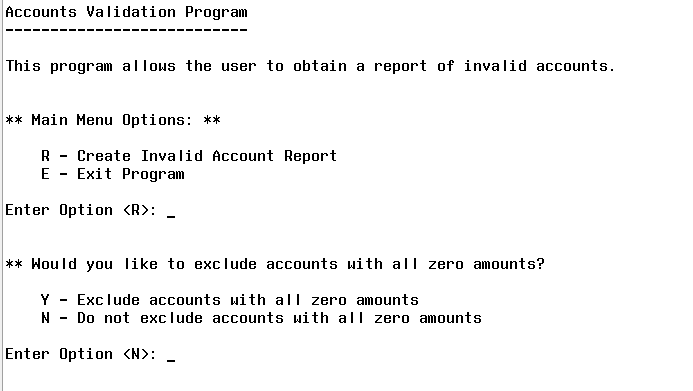 Accounts Validation Program
---------------------------
This program allows the user to obtain a report of invalid accounts.
** Main Menu Options: **
R - Create Invalid Account Report
E - Exit Program
Enter Option <R>: _
** Would you like to exclude accounts with all zero amounts?
Y - Exclude accounts with all zero amounts
N - Do not exclude accounts with all zero amounts
Enter Option <N>: _